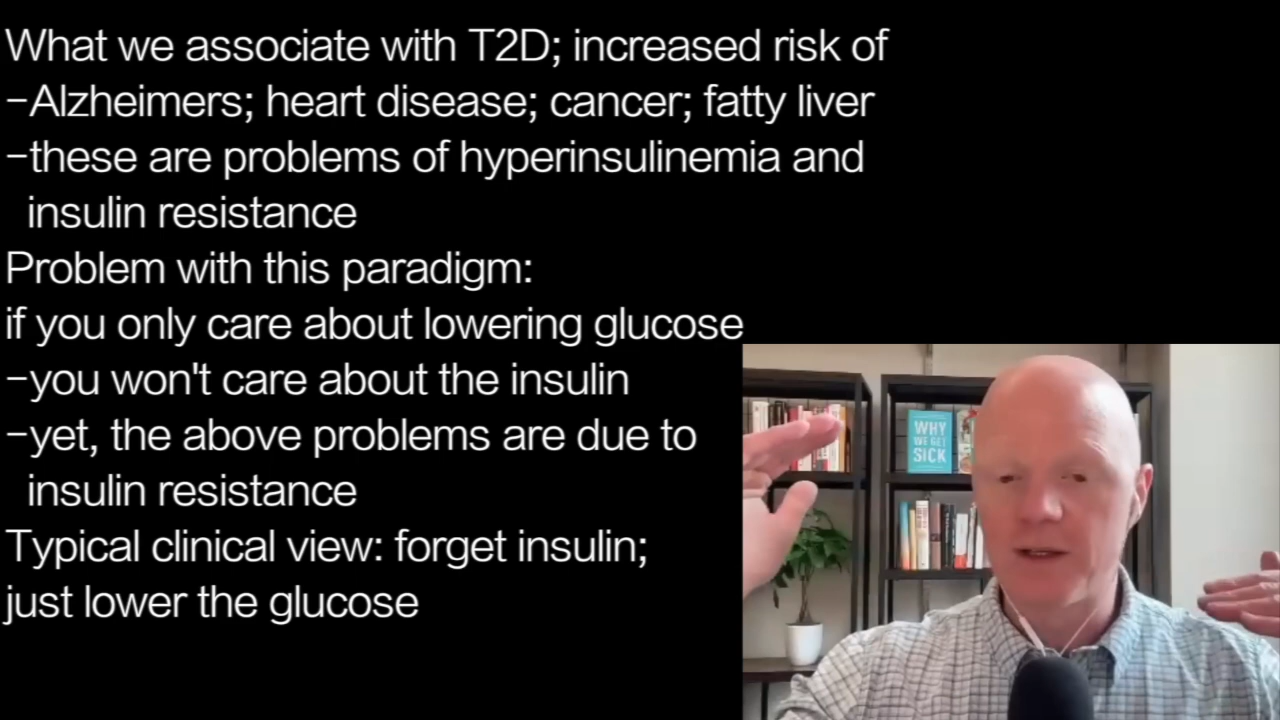 What we associate with T2D; increased risk of
−Alzheimers; heart disease; cancer; fatty liver
−these are problems of hyperinsulinemia and
insulin resistance
Problem with this paradigm:
if you only care about lowering glucose
−you won't care about the insulin
−yet, the above problems are due to
insulin resistance
Typical clinical view: forget insulin;
just lower the glucose
WHY
WE GET
SICK